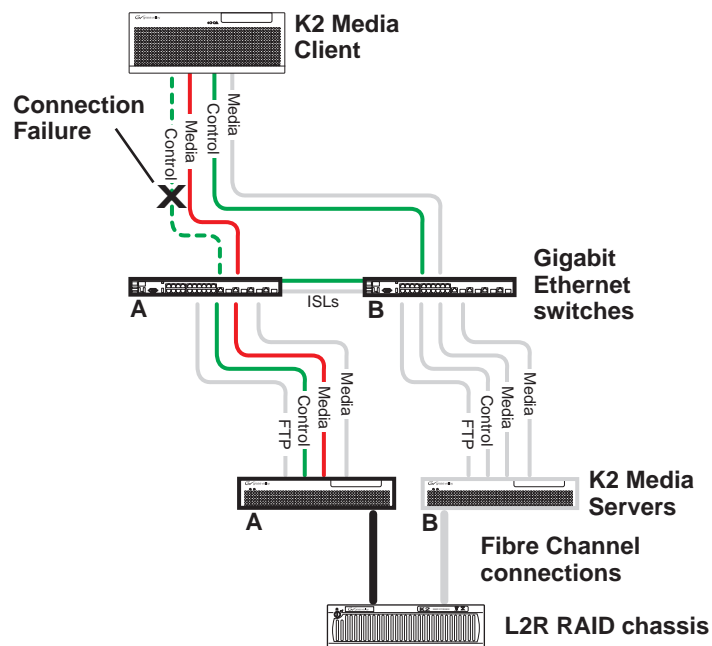 K2 Media
Client
Connection
Failure
Control
Media
Control
Media
Gigabit
Ethernet
switches
A
ISLs
B
FTP
Control
Media
Media
FTP
Control
Media
Media
K2 Media
Servers
A
B
Fibre Channel
connections
K2
L2R RAID chassis